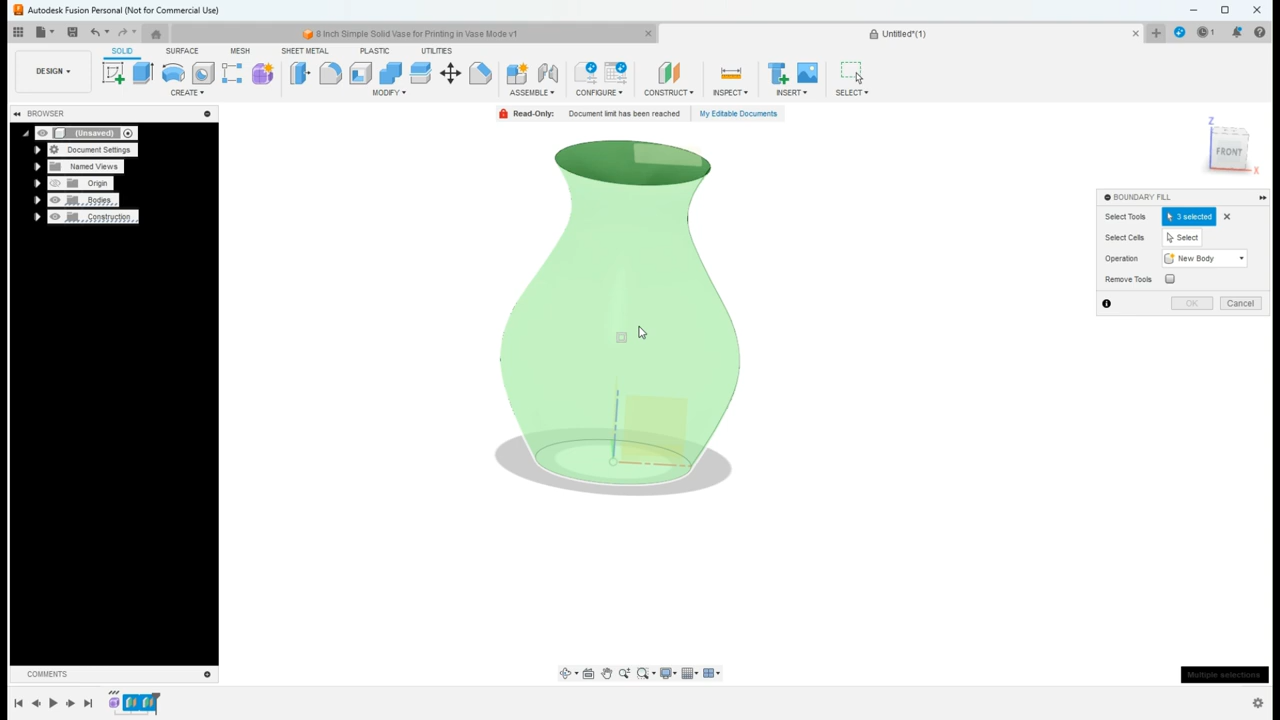 Autodesk Fusion Personal (Not for Commercial Use)
8 Inch Simple Solid Vase for Printing in Vase Mode v1
Untitled*(1)
1
SOLID SURFACE MESH SHEET METAL PLASTIC UTILITIES
DESIGN
CREATE MODIFY ASSEMBLE CONFIGURE CONSTRUCT INSPECT INSERT SELECT
BROWSER
Read-Only: Document limit has been reached My Editable Documents
(Unsaved)
Document Settings
Named Views
Origin
Bodies
Construction
Z
FRONT
X
BOUNDARY FILL
Select Tools 3 selected
Select Cells Select
Operation New Body
Remove Tools
OK Cancel
COMMENTS
Multiple selections